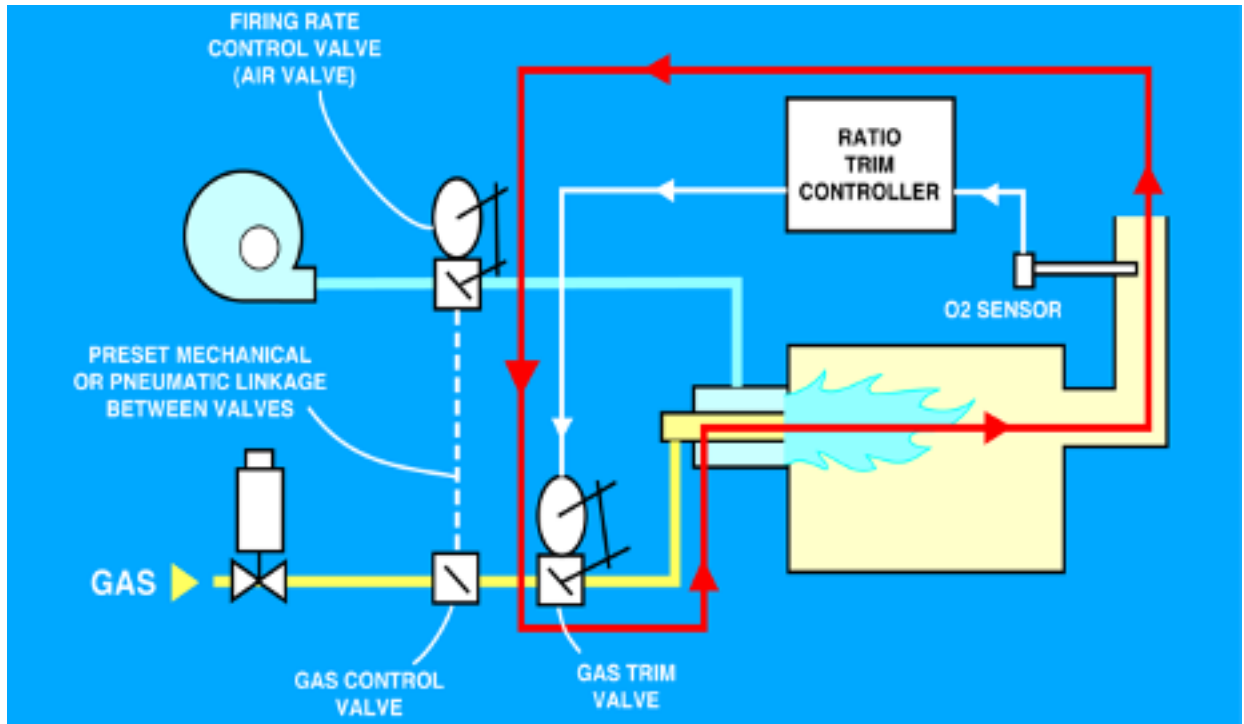 FIRING RATE
CONTROL VALVE
(AIR VALVE)
RATIO
TRIM
CONTROLLER
O2 SENSOR
PRESET MECHANICAL
OR PNEUMATIC LINKAGE
BETWEEN VALVES
GAS
GAS CONTROL
VALVE
GAS TRIM
VALVE